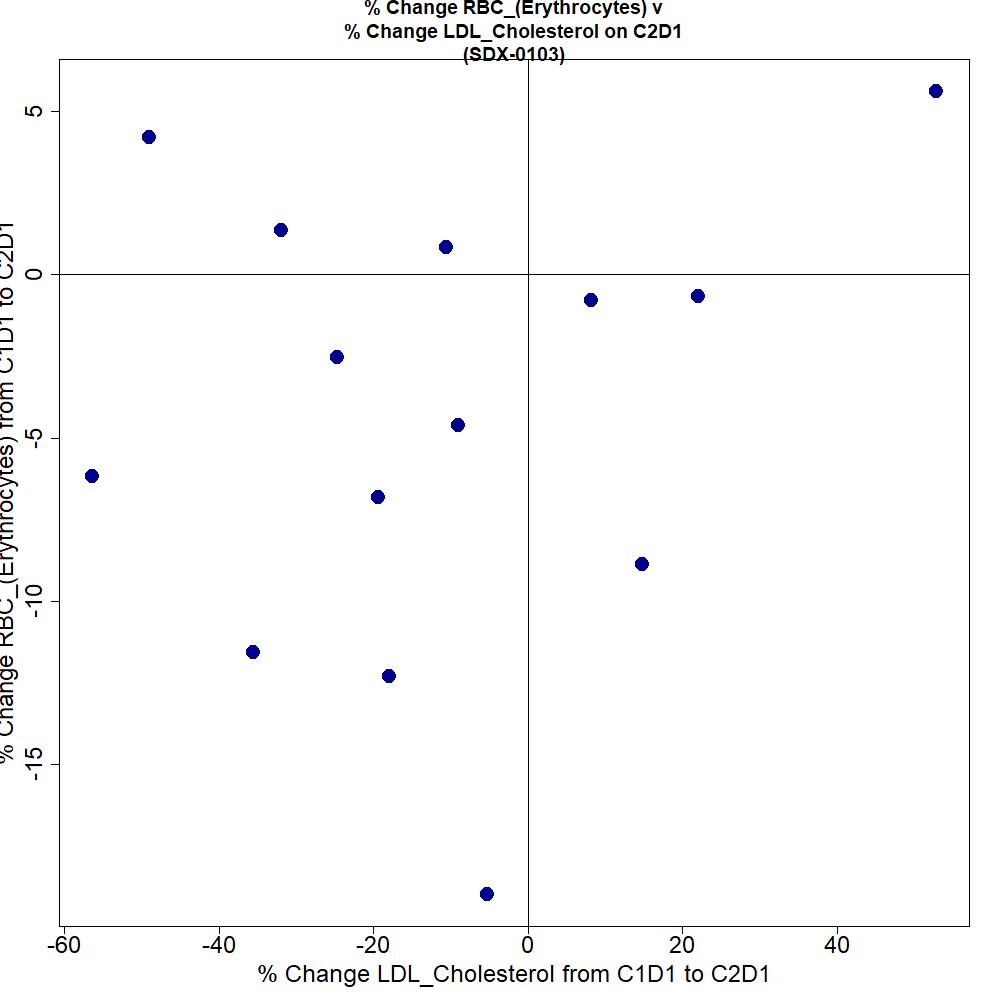 % Change RBC_(Erythrocytes) v
% Change LDL_Cholesterol on C2D1
(SDX-0103)
% Change RBC_(Erythrocytes) from C1D1 to C2D1
5
0
-5
-10
-15
-60
-40
-20
0
20
40
% Change LDL_Cholesterol from C1D1 to C2D1